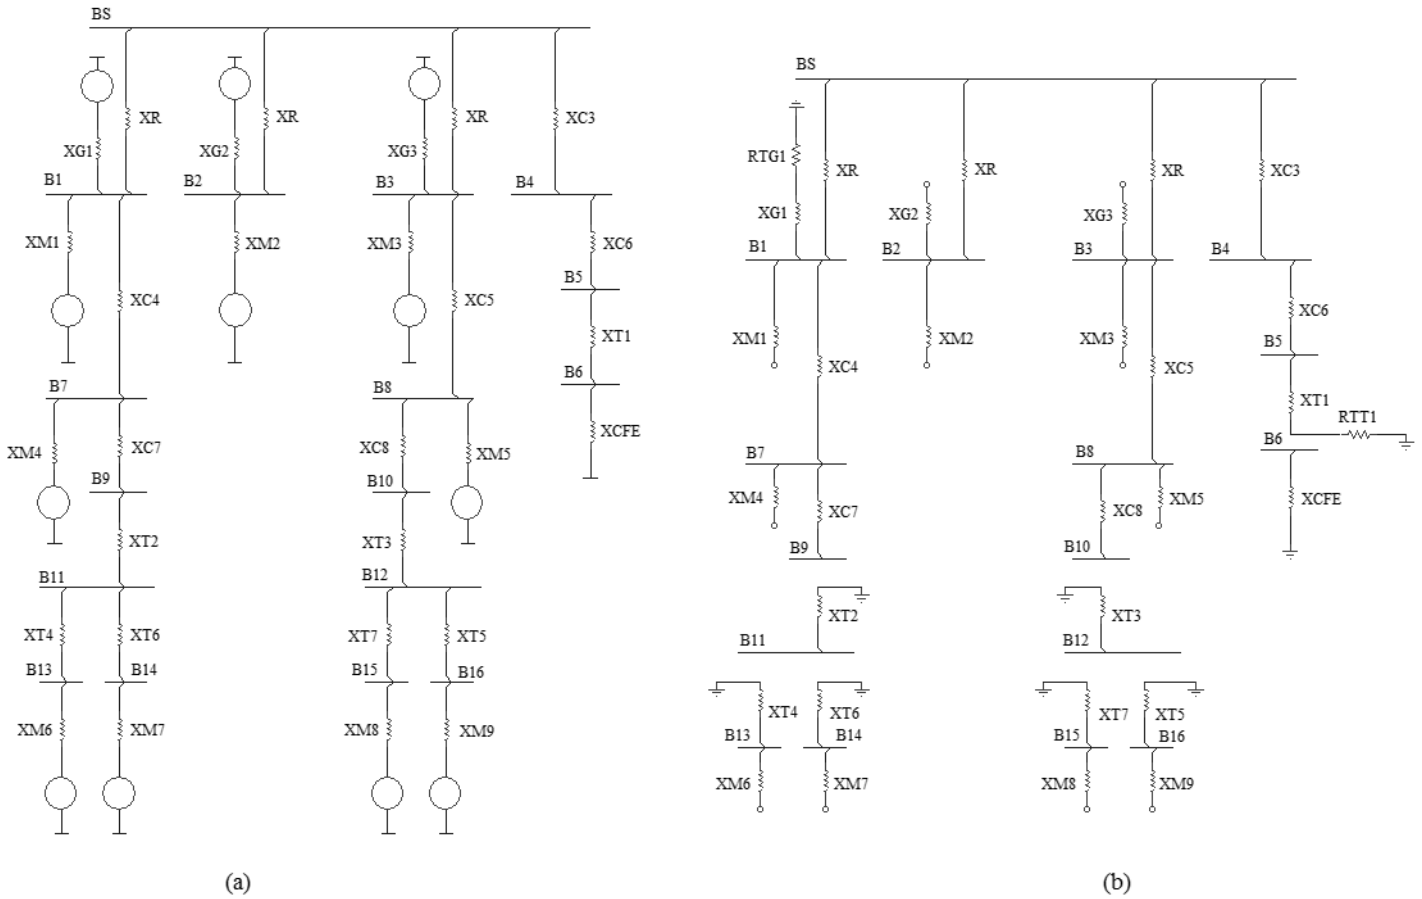 BS
XR
XR
XR
XC3
XG1
XG2
XG3
B1
B2
B3
B4
XM1
XM2
XM3
XC6
B5
XC4
XC5
XT1
B6
B7
B8
XCFE
XM4
XC7
XC8
XM5
B9
B10
XT2
XT3
B11
B12
XT4
XT6
XT7
XT5
B13
B14
B15
B16
XM6
XM7
XM8
XM9
(a)
BS
RTG1
XR
XR
XR
XC3
XG1
XG2
XG3
B1
B2
B3
B4
XC6
XM1
XM2
XM3
B5
XC4
XC5
XT1
RTT1
B6
B7
B8
XM4
XC7
XC8
XM5
XCFE
B9
B10
XT2
XT3
B11
B12
XT4
XT6
XT7
XT5
B13
B14
B15
B16
XM6
XM7
XM8
XM9
(b)